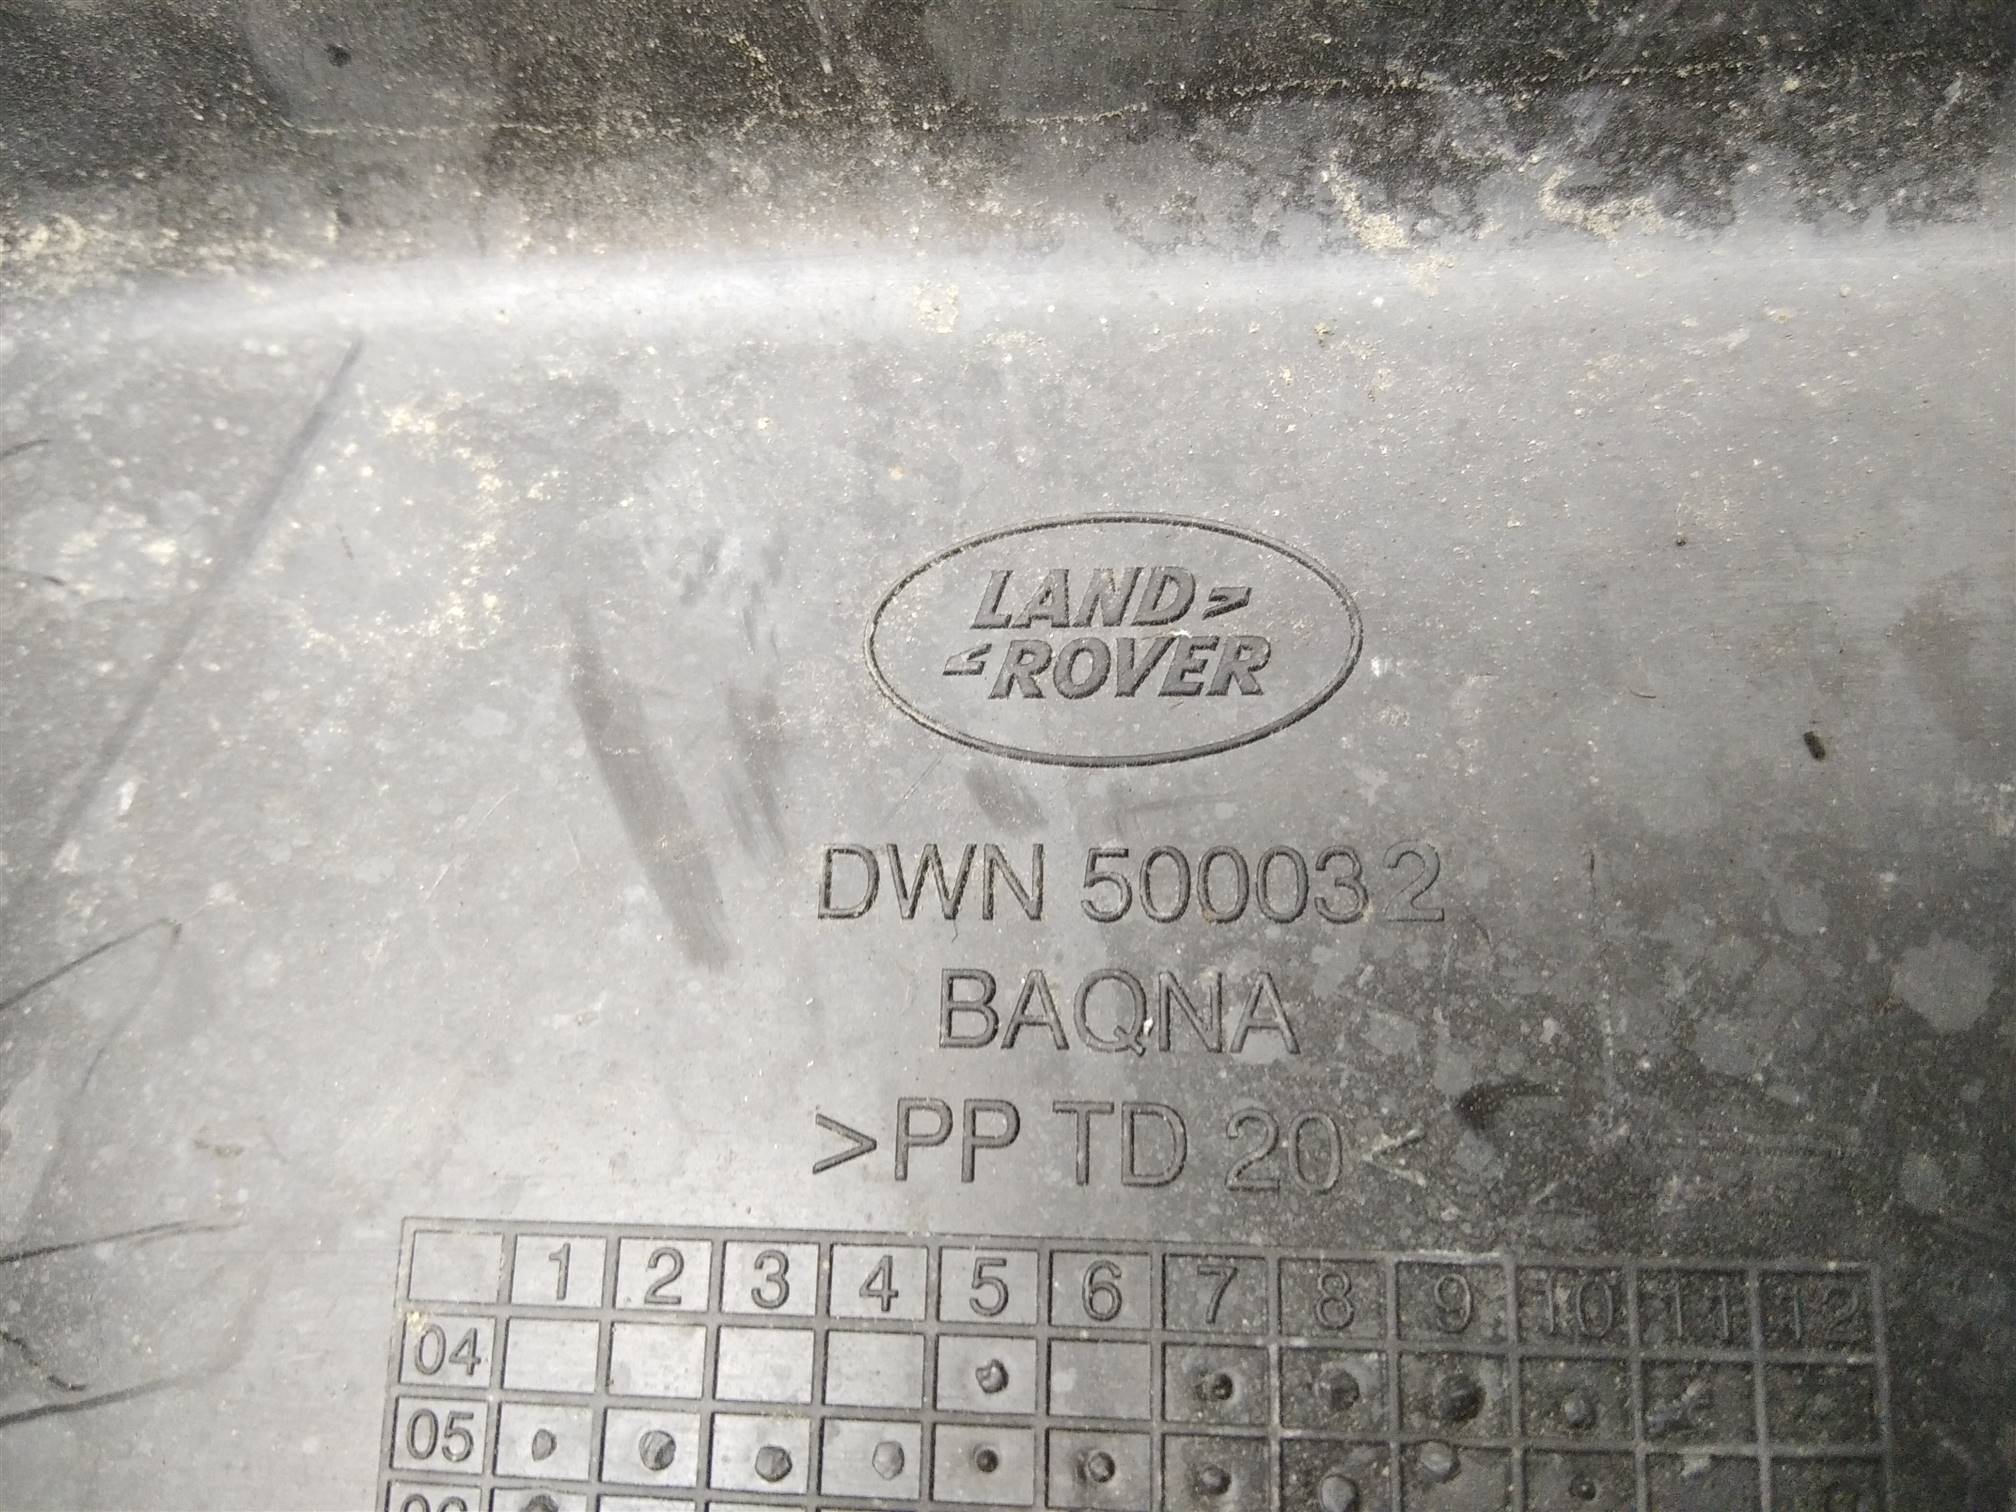 LAND
ROVER
DWN 500032
BAQNA
>PP TD 20<
1 2 3 4 5 6 7 8 9 10 11 12
04
05